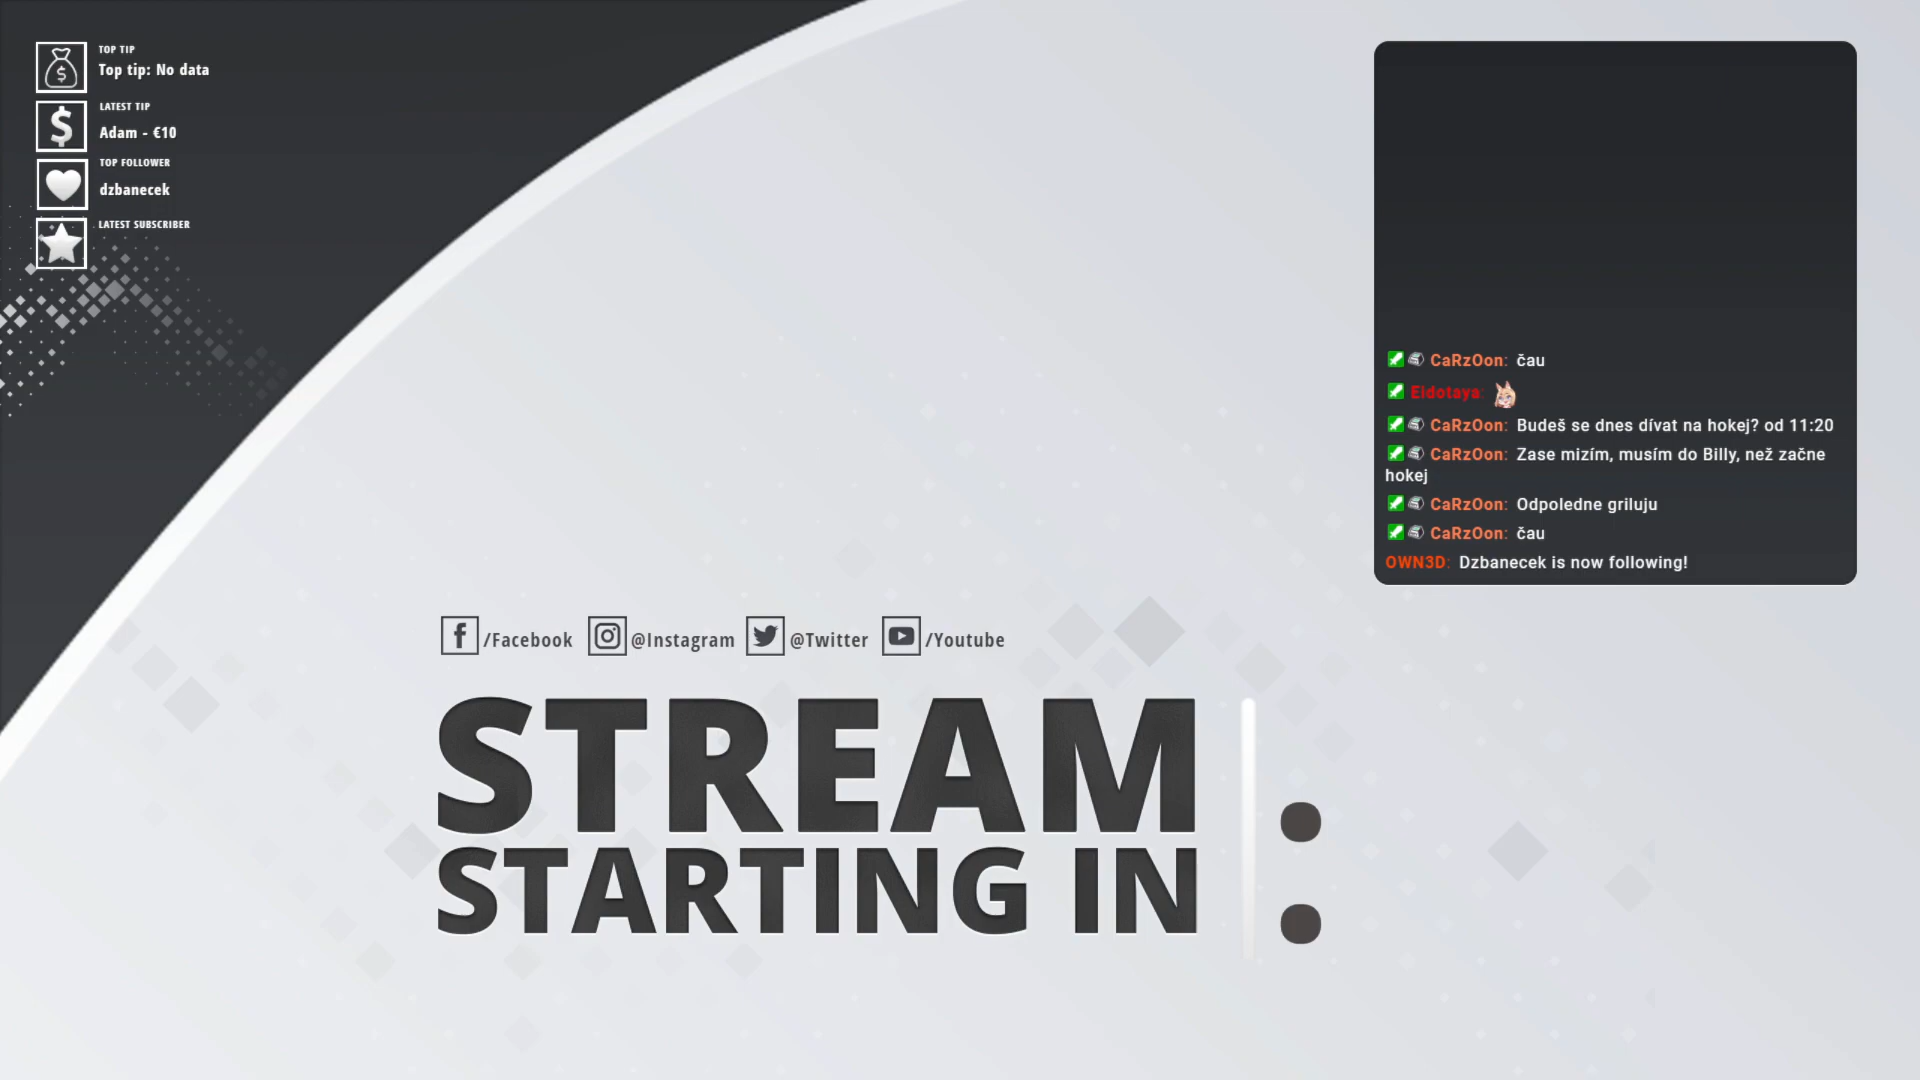 TOP TIP
Top tip: No data
LATEST TIP
Adam - €10
TOP FOLLOWER
dzbanecek
LATEST SUBSCRIBER
CaRzOon: čau
Eidotaya:
CaRzOon: Budeš se dnes dívat na hokej? od 11:20
CaRzOon: Zase mizím, musím do Billy, než začne
hokej
CaRzOon: Odpoledne griluju
CaRzOon: čau
OWN3D: Dzbanecek is now following!
/Facebook @Instagram @Twitter /Youtube
STREAM
STARTING IN :